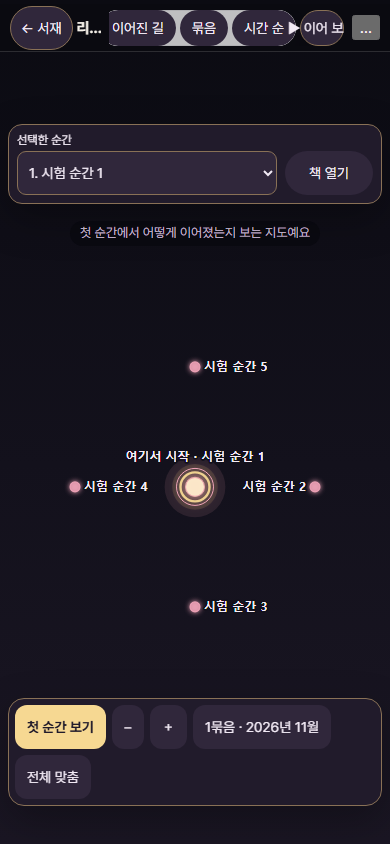 ← 서재 리... 이어진 길 묶음 시간 순 ▶ 이어 보 ...
선택한 순간
1. 시험 순간 1 책 열기
첫 순간에서 어떻게 이어졌는지 보는 지도예요
시험 순간 5
여기서 시작 · 시험 순간 1
시험 순간 4 시험 순간 2
시험 순간 3
첫 순간 보기 − + 1묶음 · 2026년 11월
전체 맞춤